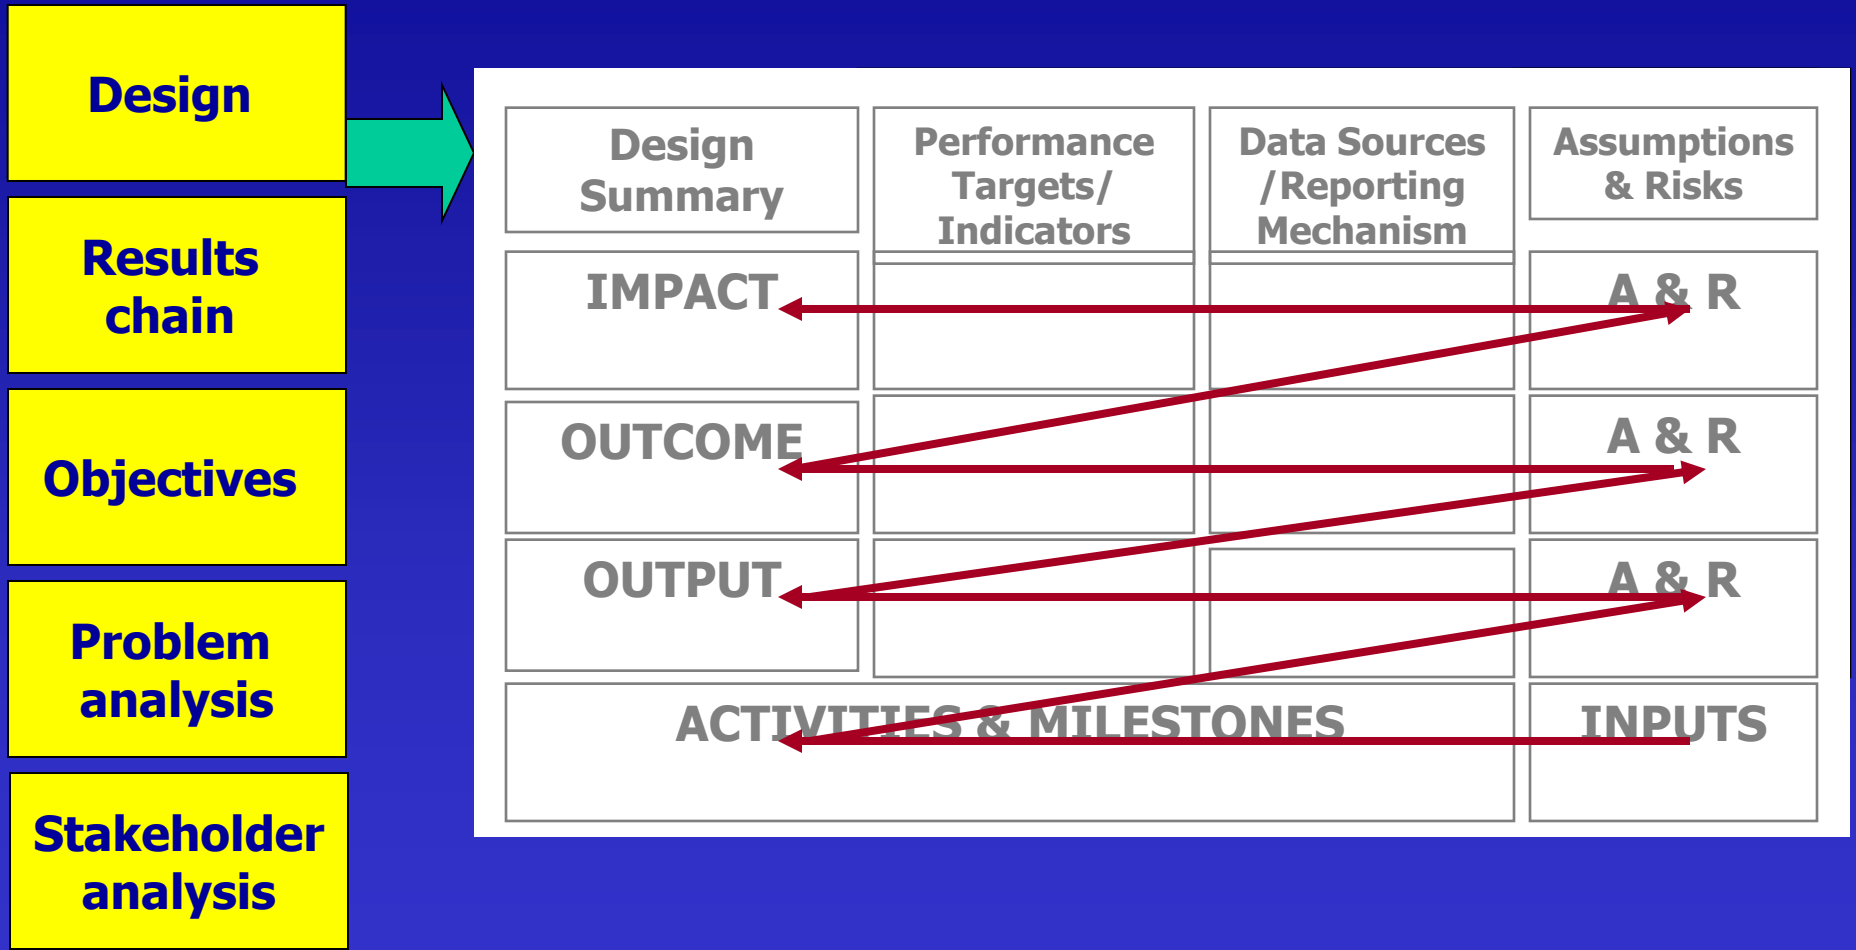 Design
Results
chain
Objectives
Problem
analysis
Stakeholder
analysis
Design
Summary
Performance
Targets/
Indicators
Data Sources
/Reporting
Mechanism
Assumptions
& Risks
IMPACT
A & R
OUTCOME
A & R
OUTPUT
A & R
ACTIVITIES & MILESTONES
INPUTS